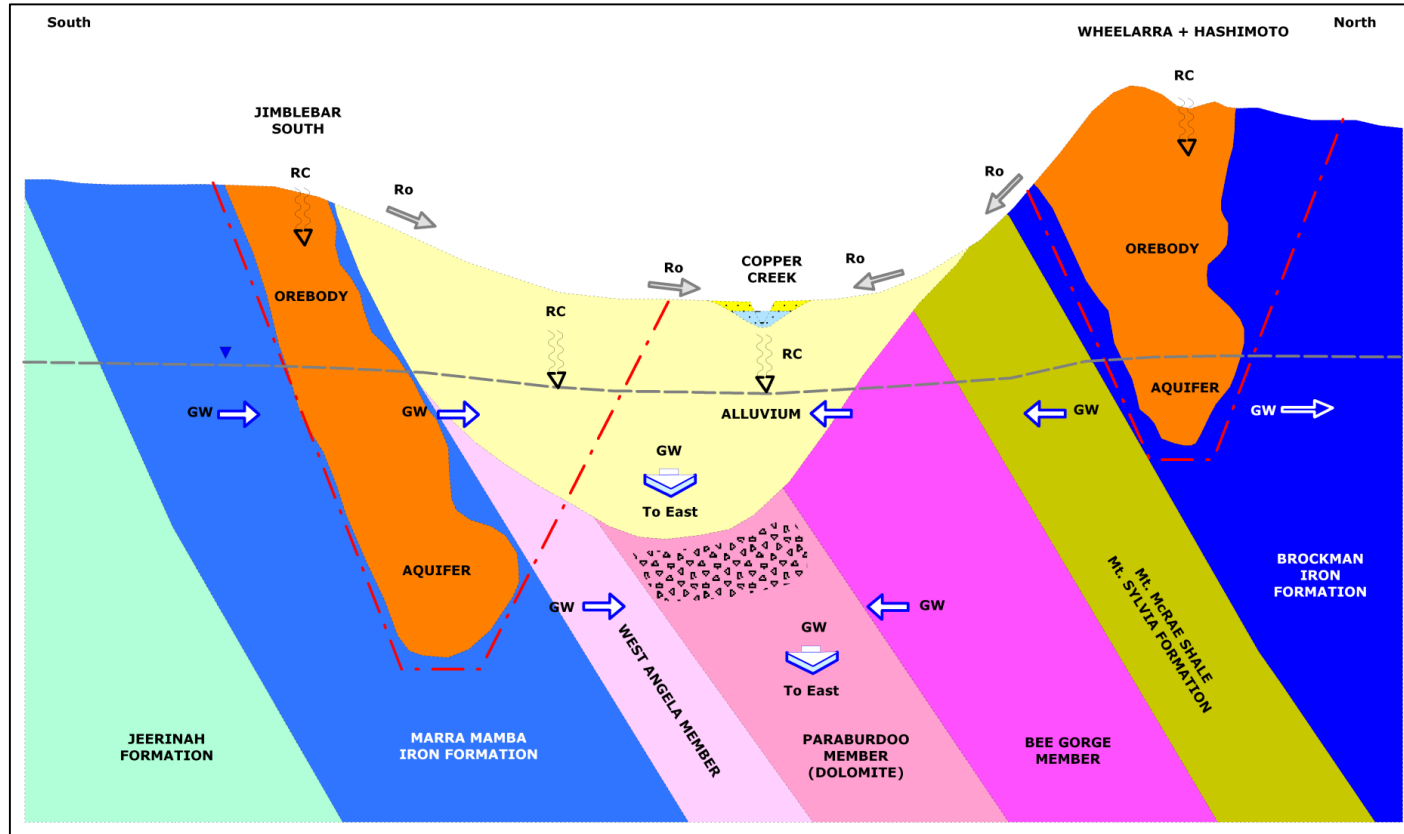 South
North
WHEELARRA + HASHIMOTO
RC
JIMBLEBAR
SOUTH
RC
Ro
Ro
OREBODY
COPPER
CREEK
Ro
Ro
OREBODY
RC
RC
AQUIFER
GW
GW
ALLUVIUM
GW
GW
GW
To East
AQUIFER
GW
GW
GW
To East
BROCKMAN
IRON
FORMATION
Mt. McRAE SHALE
Mt. SYLVIA FORMATION
WEST ANGELA MEMBER
JEERINAH
FORMATION
MARRA MAMBA
IRON FORMATION
PARABURDOO
MEMBER
(DOLOMITE)
BEE GORGE
MEMBER